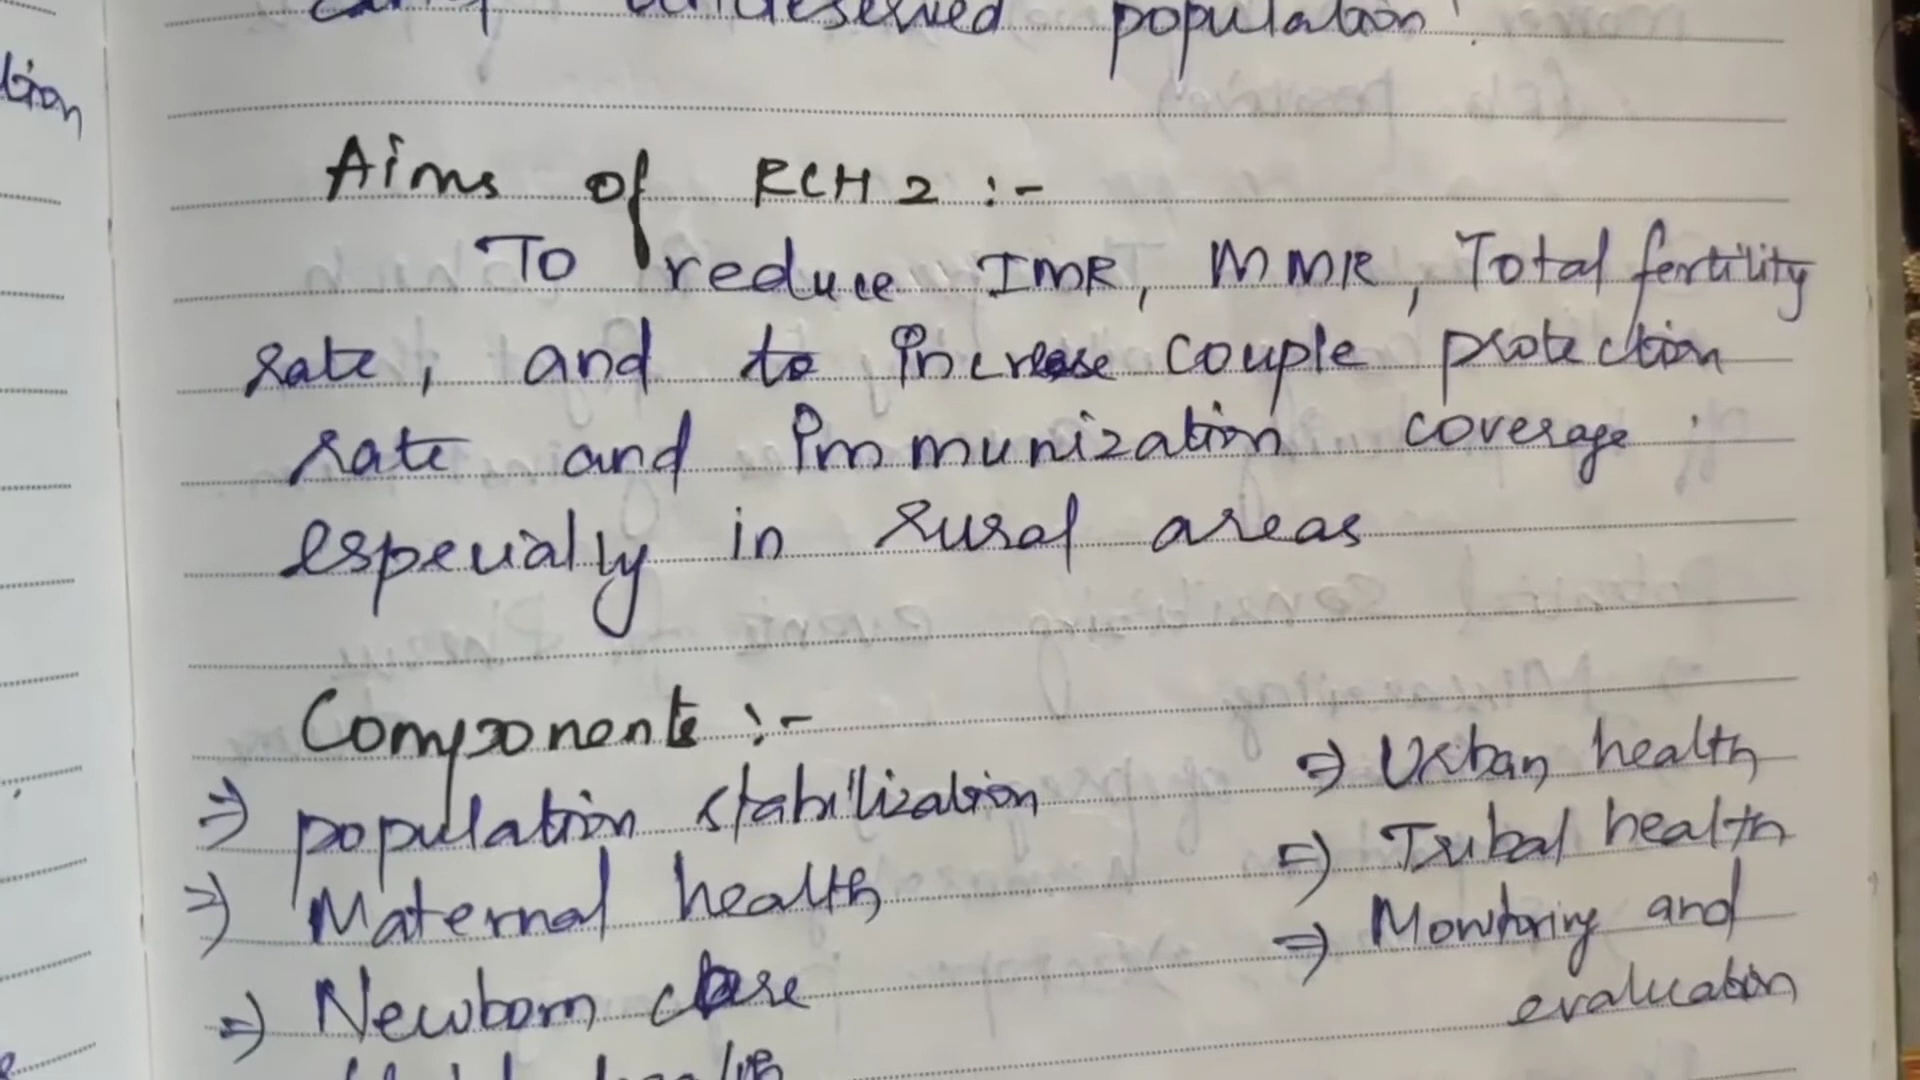 undeserved population.
Aims of RCH 2 :-
To reduce IMR, MMR, Total fertility
rate, and to increase couple protection
rate and immunization coverage
especially in rural areas
Components :-
⇒ population stabilization
⇒ Maternal health
⇒ Newborn care
⇒ Urban health
⇒ Tribal health
⇒ Monitoring and
evaluation